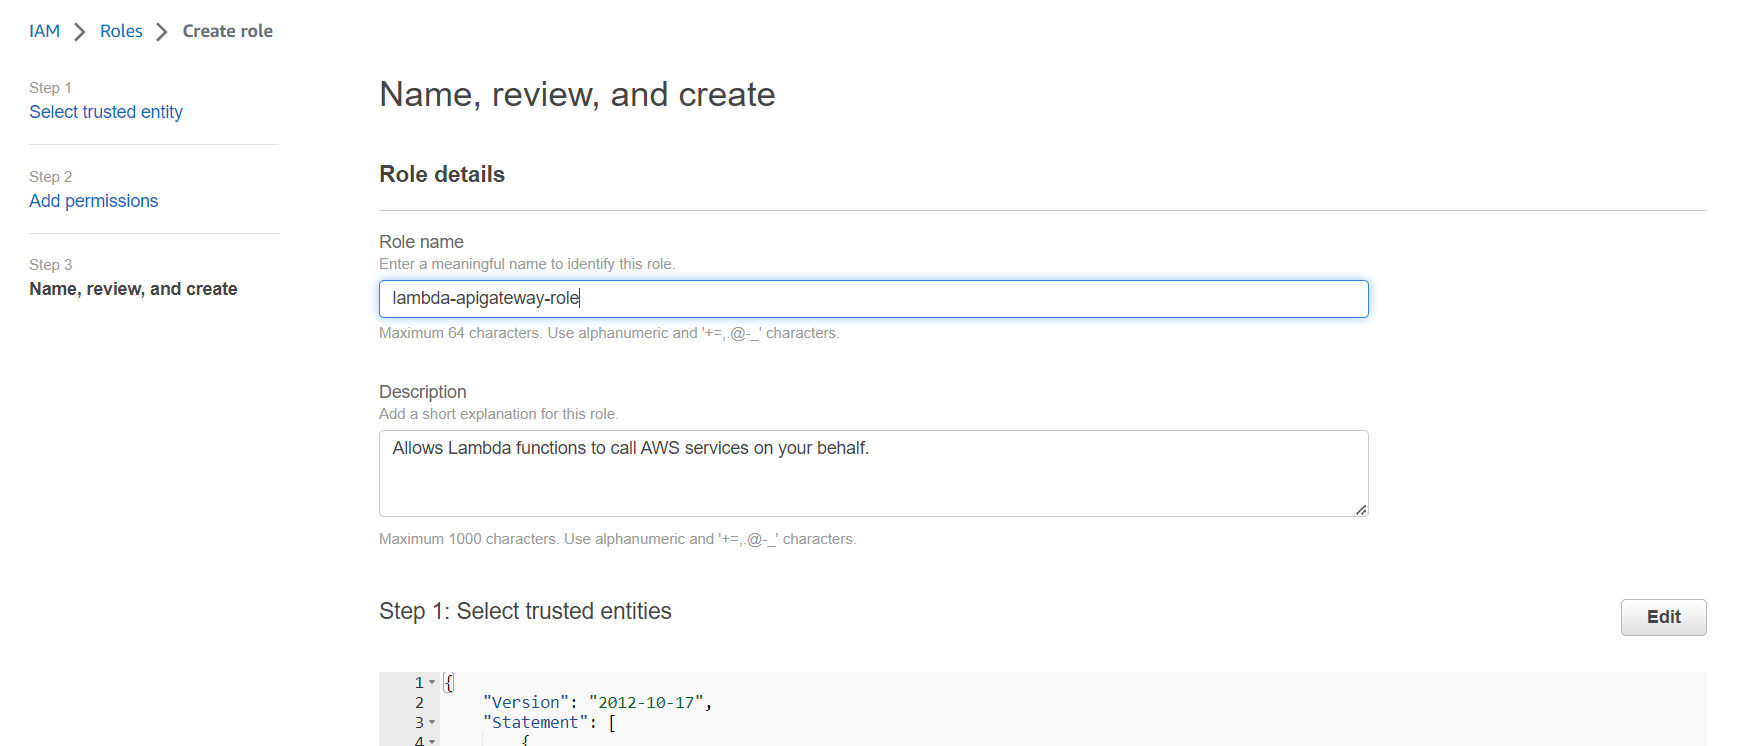 IAM > Roles > Create role
Step 1
Select trusted entity
Step 2
Add permissions
Step 3
Name, review, and create
Name, review, and create
Role details
Role name
Enter a meaningful name to identify this role.
lambda-apigateway-role
Maximum 64 characters. Use alphanumeric and '+=,.@-_' characters.
Description
Add a short explanation for this role.
Allows Lambda functions to call AWS services on your behalf.
Maximum 1000 characters. Use alphanumeric and '+=,.@-_' characters.
Step 1: Select trusted entities
Edit
1 {
2 "Version": "2012-10-17",
3 "Statement": [
4 {